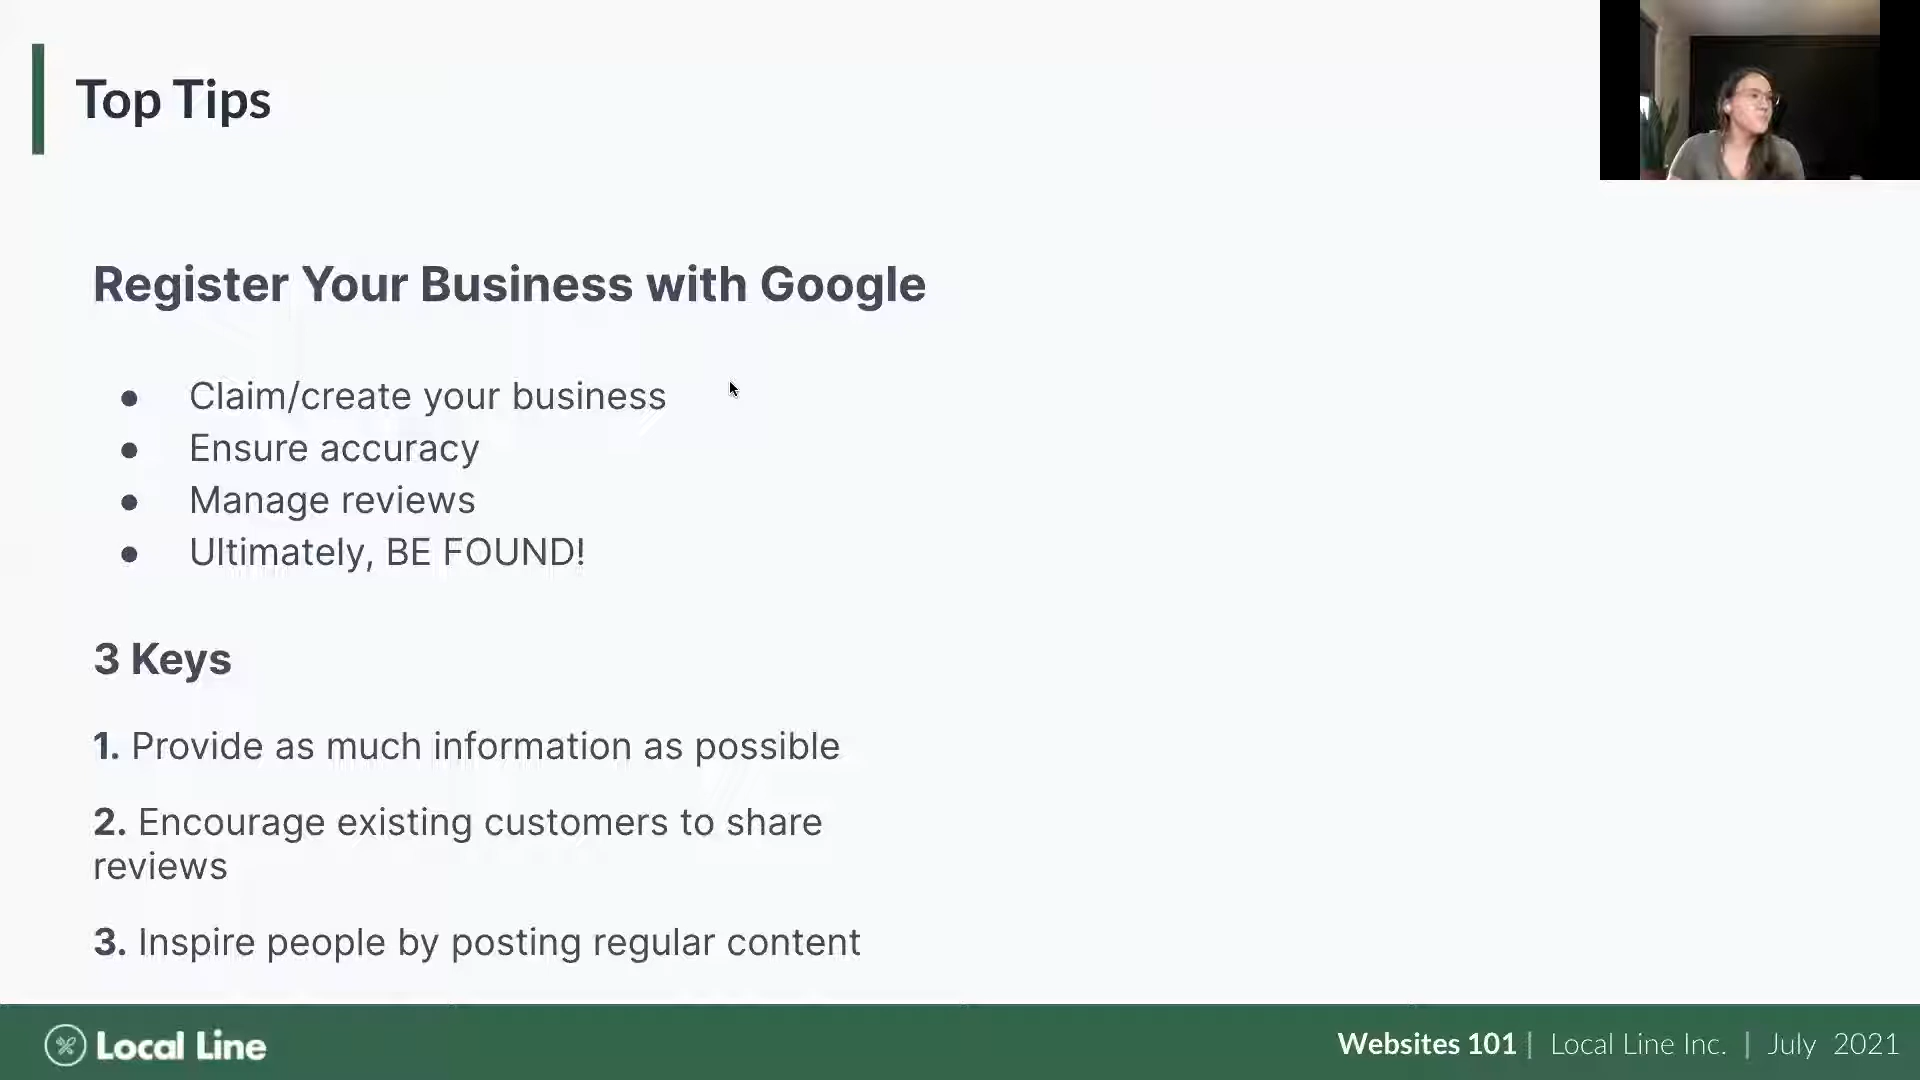 Top Tips
Register Your Business with Google
● Claim/create your business
● Ensure accuracy
● Manage reviews
● Ultimately, BE FOUND!
3 Keys
1. Provide as much information as possible
2. Encourage existing customers to share
reviews
3. Inspire people by posting regular content
Local Line
Websites 101 | Local Line Inc. | July 2021